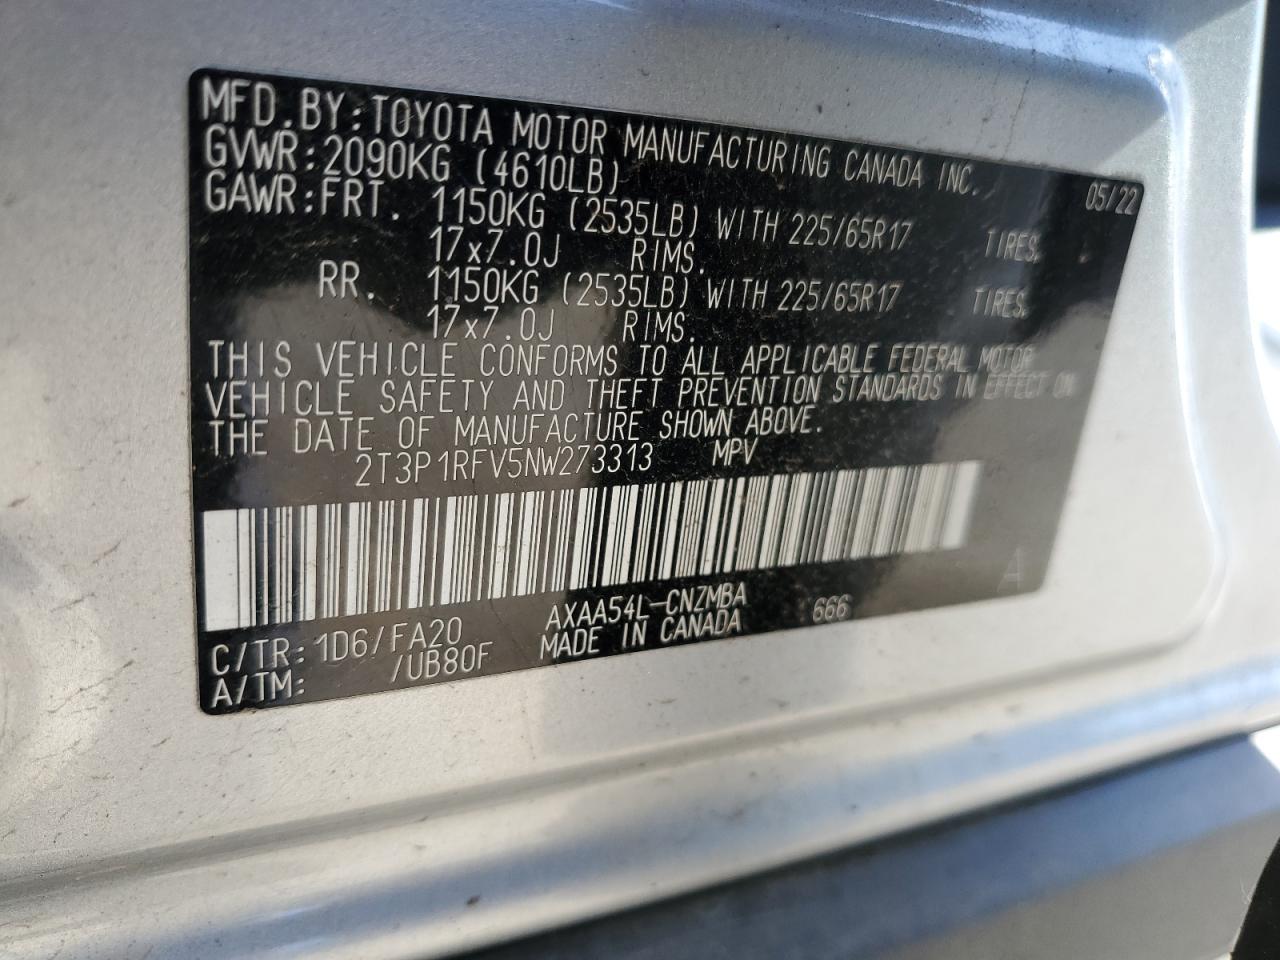 MFD.BY:TOYOTA MOTOR MANUFACTURING CANADA INC. 05/22
GVWR:2090KG (4610LB)
GAWR:FRT. 1150KG (2535LB) WITH 225/65R17 TIRES.
17x7.0J RIMS.
RR. 1150KG (2535LB) WITH 225/65R17 TIRES.
17x7.0J RIMS.
THIS VEHICLE CONFORMS TO ALL APPLICABLE FEDERAL MOTOR
VEHICLE SAFETY AND THEFT PREVENTION STANDARDS IN EFFECT ON
THE DATE OF MANUFACTURE SHOWN ABOVE.
2T3P1RFV5NW273313 MPV
A
AXAA54L-CNZMBA 666
C/TR:1D6/FA20 MADE IN CANADA
A/TM: /UB80F